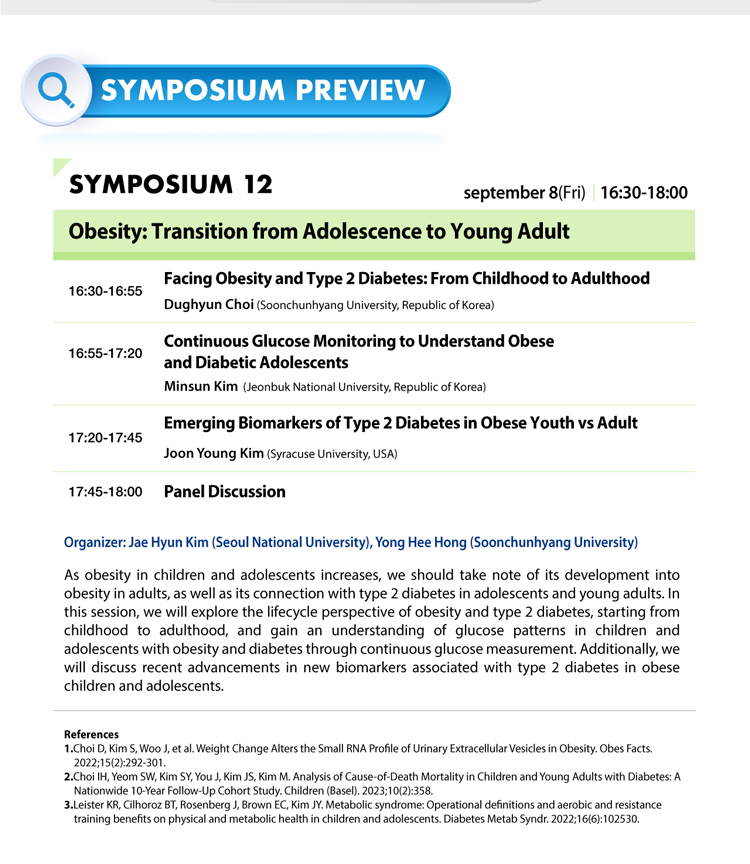 SYMPOSIUM PREVIEW
SYMPOSIUM 12
september 8(Fri) | 16:30-18:00
Obesity: Transition from Adolescence to Young Adult
16:30-16:55
Facing Obesity and Type 2 Diabetes: From Childhood to Adulthood
Dughyun Choi (Soonchunhyang University, Republic of Korea)
16:55-17:20
Continuous Glucose Monitoring to Understand Obese
and Diabetic Adolescents
Minsun Kim (Jeonbuk National University, Republic of Korea)
17:20-17:45
Emerging Biomarkers of Type 2 Diabetes in Obese Youth vs Adult
Joon Young Kim (Syracuse University, USA)
17:45-18:00
Panel Discussion
Organizer: Jae Hyun Kim (Seoul National University), Yong Hee Hong (Soonchunhyang University)
As obesity in children and adolescents increases, we should take note of its development into
obesity in adults, as well as its connection with type 2 diabetes in adolescents and young adults. In
this session, we will explore the lifecycle perspective of obesity and type 2 diabetes, starting from
childhood to adulthood, and gain an understanding of glucose patterns in children and
adolescents with obesity and diabetes through continuous glucose measurement. Additionally, we
will discuss recent advancements in new biomarkers associated with type 2 diabetes in obese
children and adolescents.
References
1.Choi D, Kim S, Woo J, et al. Weight Change Alters the Small RNA Profile of Urinary Extracellular Vesicles in Obesity. Obes Facts.
2022;15(2):292-301.
2.Choi IH, Yeom SW, Kim SY, You J, Kim JS, Kim M. Analysis of Cause-of-Death Mortality in Children and Young Adults with Diabetes: A
Nationwide 10-Year Follow-Up Cohort Study. Children (Basel). 2023;10(2):358.
3.Leister KR, Cilhoroz BT, Rosenberg J, Brown EC, Kim JY. Metabolic syndrome: Operational definitions and aerobic and resistance
training benefits on physical and metabolic health in children and adolescents. Diabetes Metab Syndr. 2022;16(6):102530.